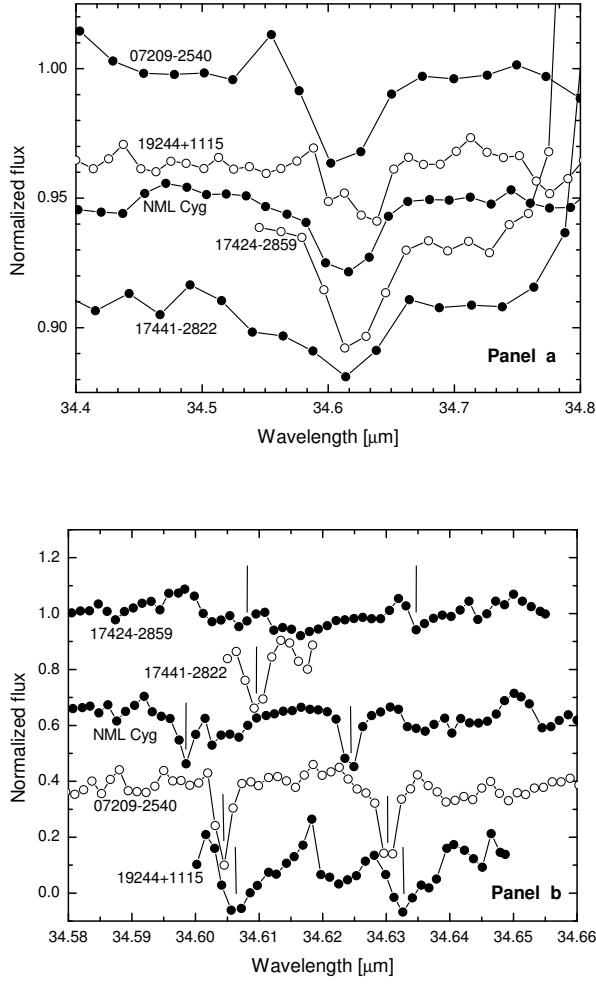 1.00
0.95
0.90
Normalized flux
07209-2540
19244+1115
NML Cyg
17424-2859
17441-2822
Panel a
34.4 34.5 34.6 34.7 34.8
Wavelength [μm]
1.2
1.0
0.8
0.6
0.4
0.2
0.0
Normalized flux
17424-2859
17441-2822
NML Cyg
07209-2540
19244+1115
Panel b
34.58 34.59 34.60 34.61 34.62 34.63 34.64 34.65 34.66
Wavelength [μm]